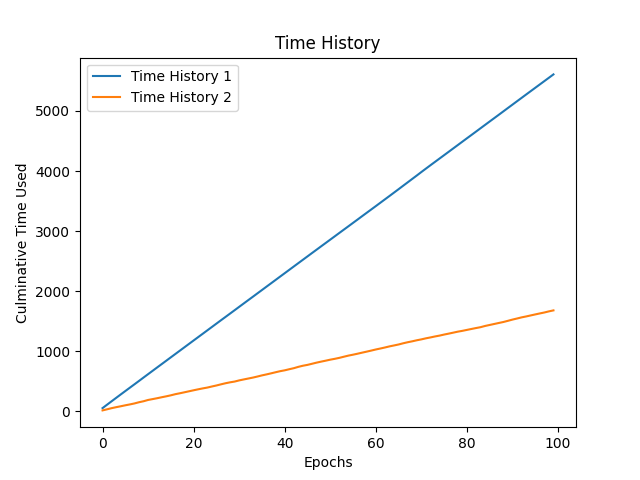 Time History
Time History 1
Time History 2
Culminative Time Used
5000
4000
3000
2000
1000
0
0 20 40 60 80 100
Epochs